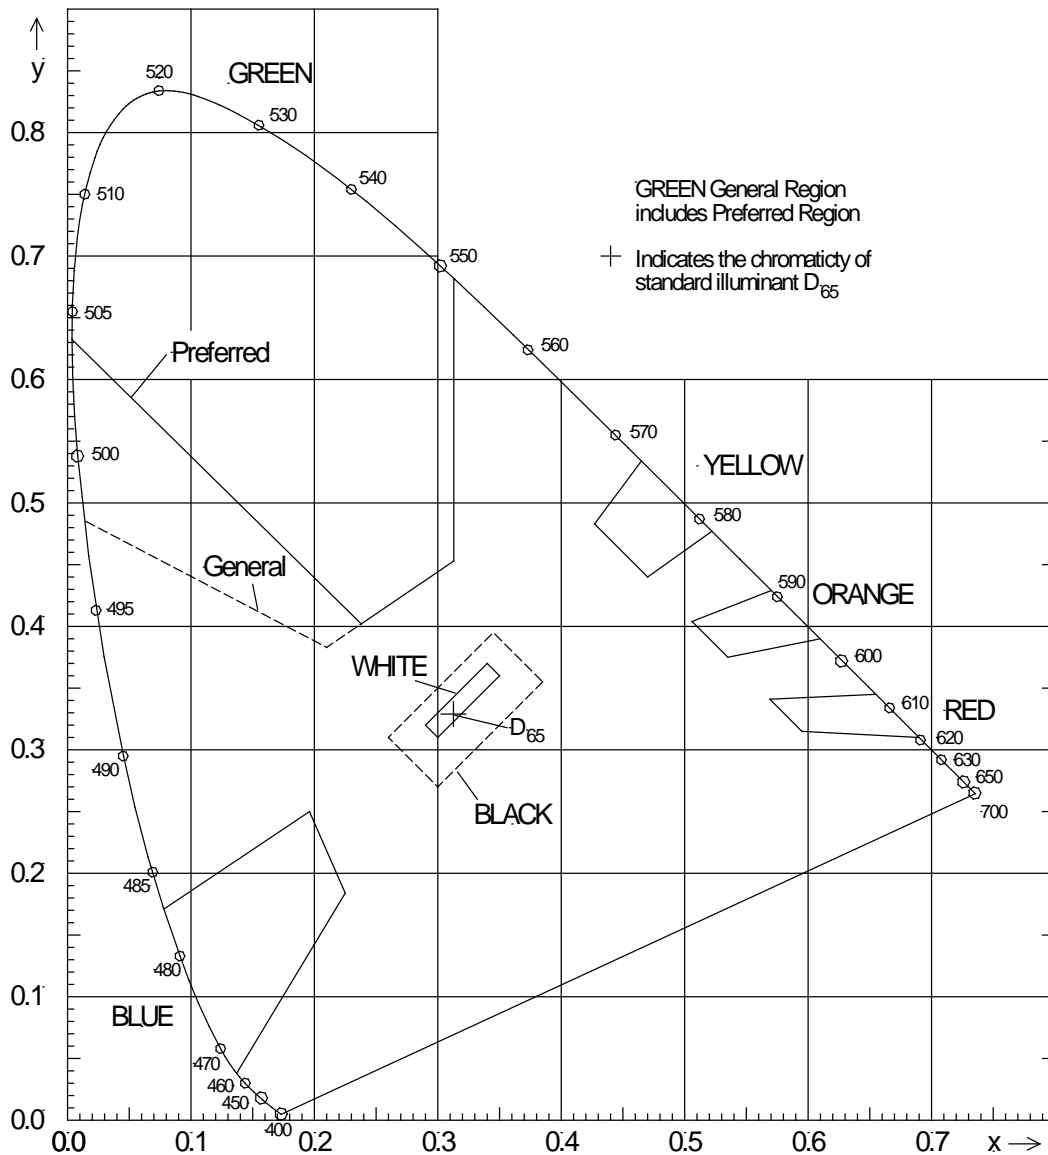 y
520
GREEN
530
0.8
540
510
GREEN General Region
includes Preferred Region
Indicates the chromaticty of
standard illuminant D65
0.7
550
505
Preferred
560
0.6
570
500
YELLOW
0.5
580
General
590
ORANGE
495
0.4
600
WHITE
610
RED
D65
620
0.3
630
490
650
BLACK
700
0.2
485
480
0.1
BLUE
470
460
450
400
0.0
0.0
0.1
0.2
0.3
0.4
0.5
0.6
0.7
x